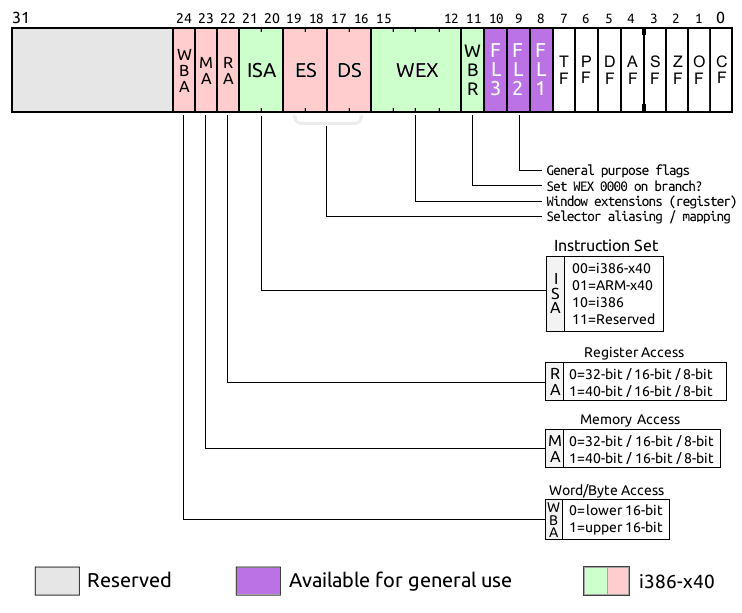 31 24 23 22 21 20 19 18 17 16 15 12 11 10 9 8 7 6 5 4 3 2 1 0
WBA MA RA ISA ES DS WEX WBR FL3 FL2 FL1 TF PF DF AF SF ZF OF CF
General purpose flags
Set WEX 0000 on branch?
Window extensions (register)
Selector aliasing / mapping
Instruction Set
ISA
00=i386-x40
01=ARM-x40
10=i386
11=Reserved
Register Access
RA
0=32-bit / 16-bit / 8-bit
1=40-bit / 16-bit / 8-bit
Memory Access
MA
0=32-bit / 16-bit / 8-bit
1=40-bit / 16-bit / 8-bit
Word/Byte Access
WBA
0=lower 16-bit
1=upper 16-bit
Reserved Available for general use i386-x40